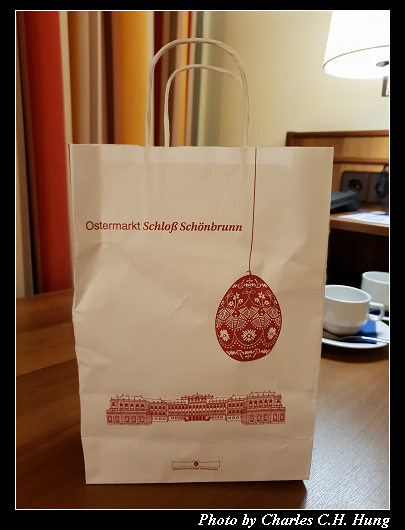 Ostermarkt Schloß Schönbrunn
Photo by Charles C.H. Hung